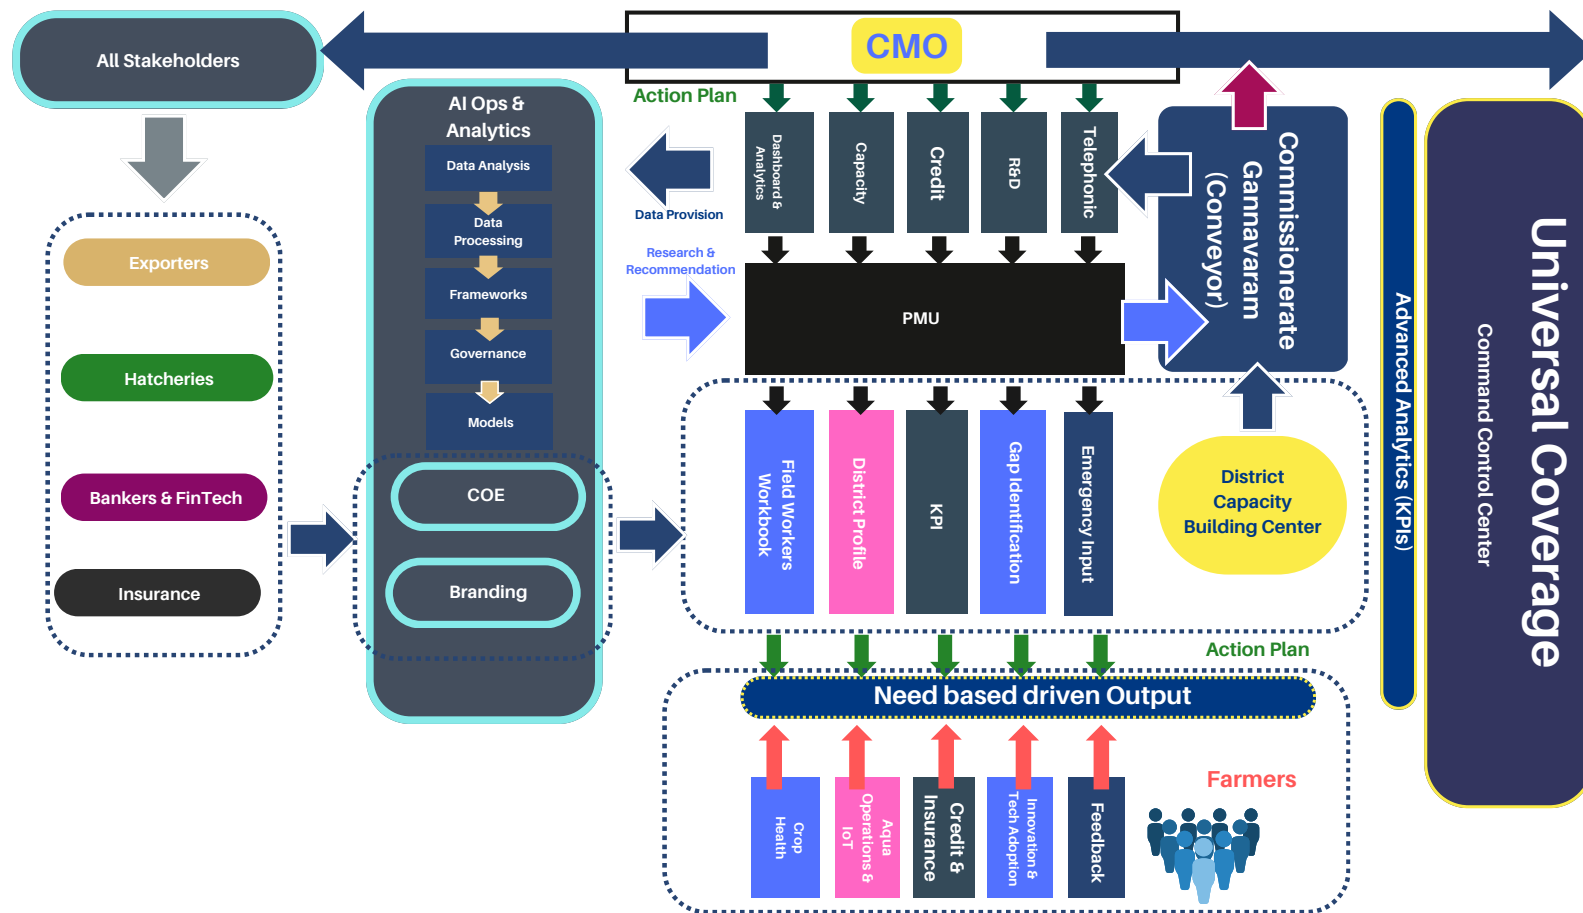 All Stakeholders
CMO
Action Plan
AI Ops &
Analytics
Data Analysis
Data
Processing
Frameworks
Governance
Models
COE
Branding
Exporters
Hatcheries
Bankers & FinTech
Insurance
Data Provision
Research &
Recommendation
Dashboard &
Analytics
Capacity
Credit
R&D
Telephonic
PMU
Commissionerate
Gannavaram
(Conveyor)
Field Workers
Workbook
District Profile
KPI
Gap Identification
Emergency Input
District
Capacity
Building Center
Action Plan
Need based driven Output
Crop
Health
Aqua
Operations &
IoT
Credit &
Insurance
Innovation &
Tech Adoption
Feedback
Farmers
Advanced Analytics (KPIs)
Universal Coverage
Command Control Center